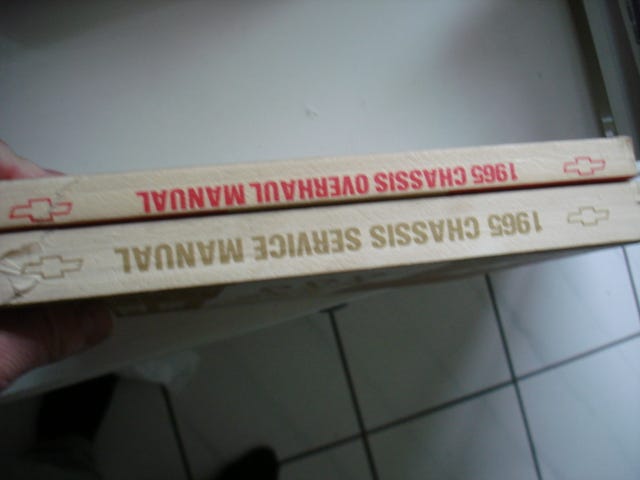 1965 CHASSIS OVERHAUL MANUAL
1965 CHASSIS SERVICE MANUAL